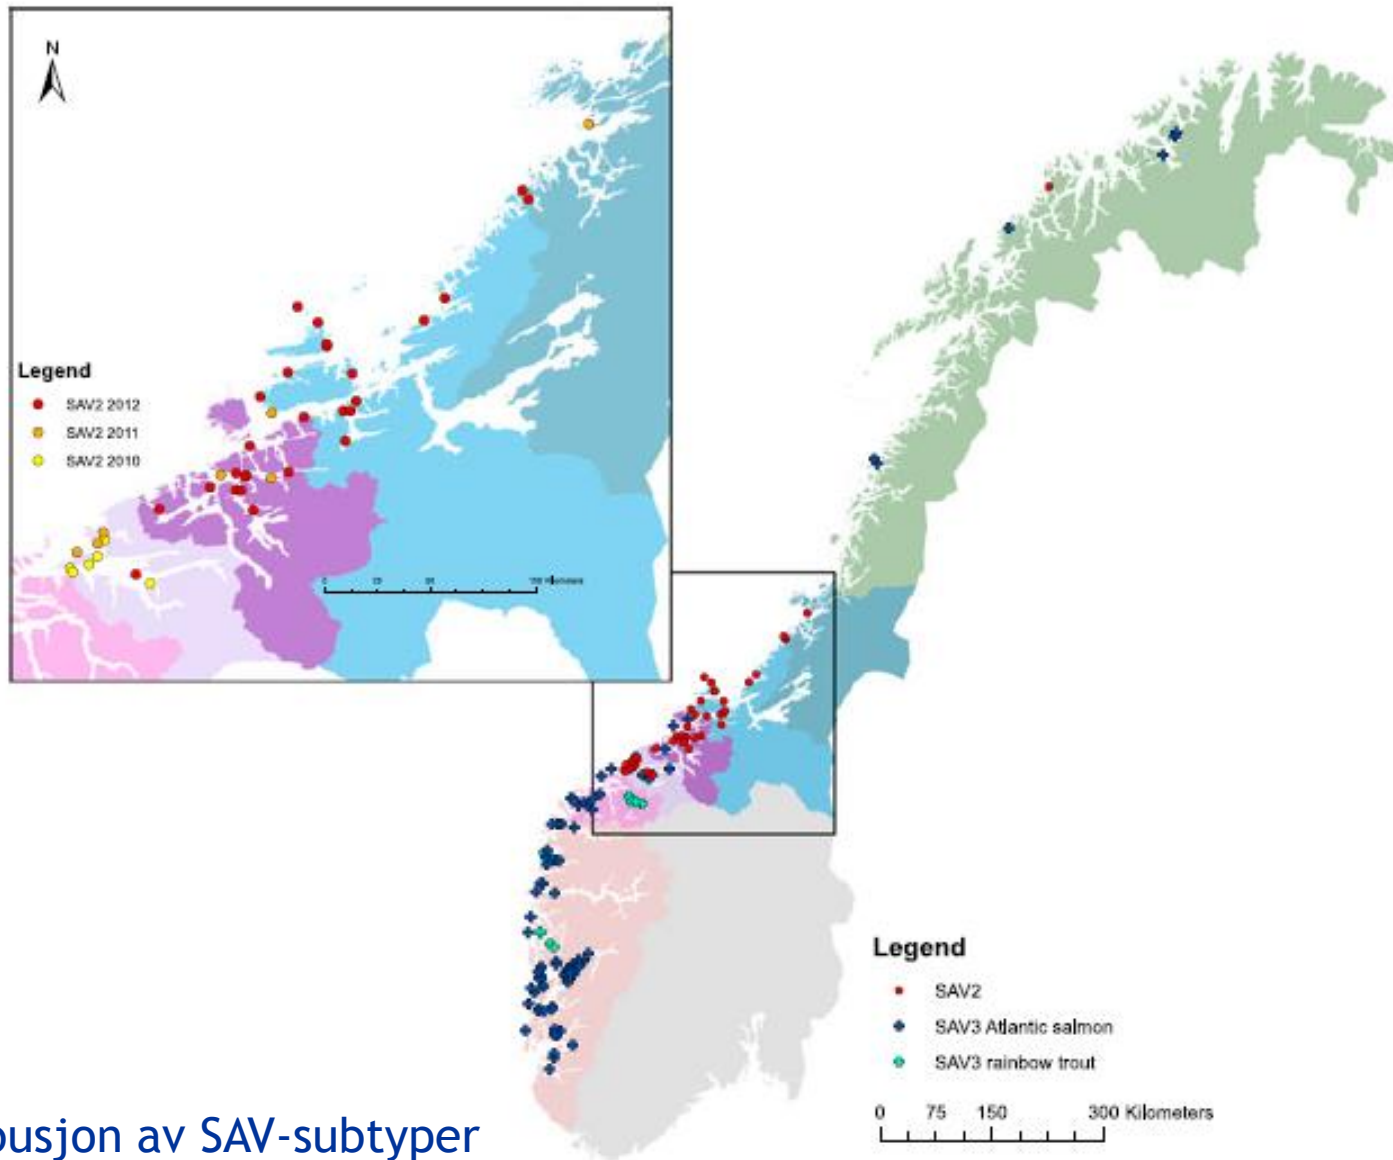 N
Legend
SAV2 2012
SAV2 2011
SAV2 2010
Legend
SAV2
SAV3 Atlantic salmon
SAV3 rainbow trout
0 75 150 300 Kilometers
av SAV-subtyper